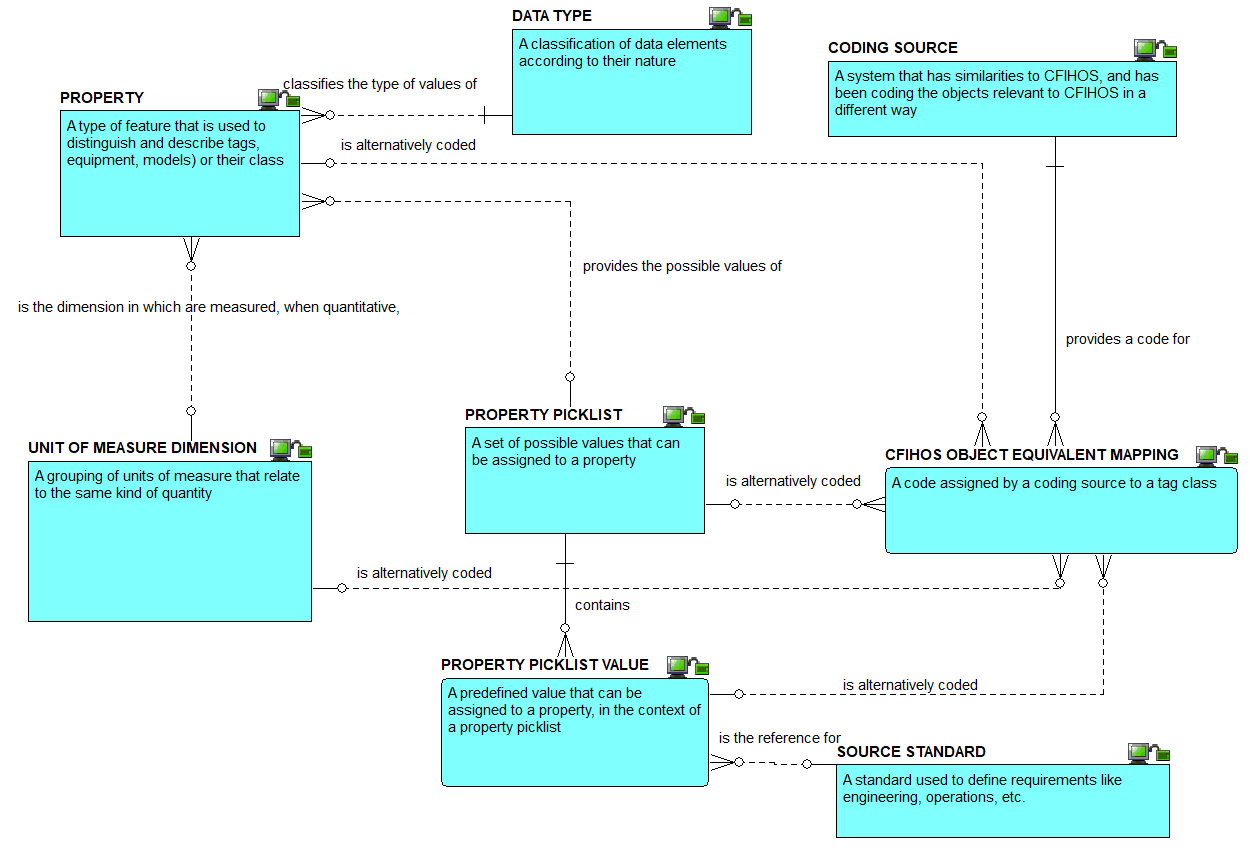 DATA TYPE
A classification of data elements
according to their nature
CODING SOURCE
A system that has similarities to CFIHOS, and has
been coding the objects relevant to CFIHOS in a
different way
classifies the type of values of
PROPERTY
A type of feature that is used to
distinguish and describe tags,
equipment, models) or their class
is alternatively coded
provides the possible values of
is the dimension in which are measured, when quantitative,
provides a code for
PROPERTY PICKLIST
A set of possible values that can
be assigned to a property
UNIT OF MEASURE DIMENSION
A grouping of units of measure that relate
to the same kind of quantity
CFIHOS OBJECT EQUIVALENT MAPPING
A code assigned by a coding source to a tag class
is alternatively coded
is alternatively coded
contains
PROPERTY PICKLIST VALUE
A predefined value that can be
assigned to a property, in the context of
a property picklist
is alternatively coded
is the reference for
SOURCE STANDARD
A standard used to define requirements like
engineering, operations, etc.